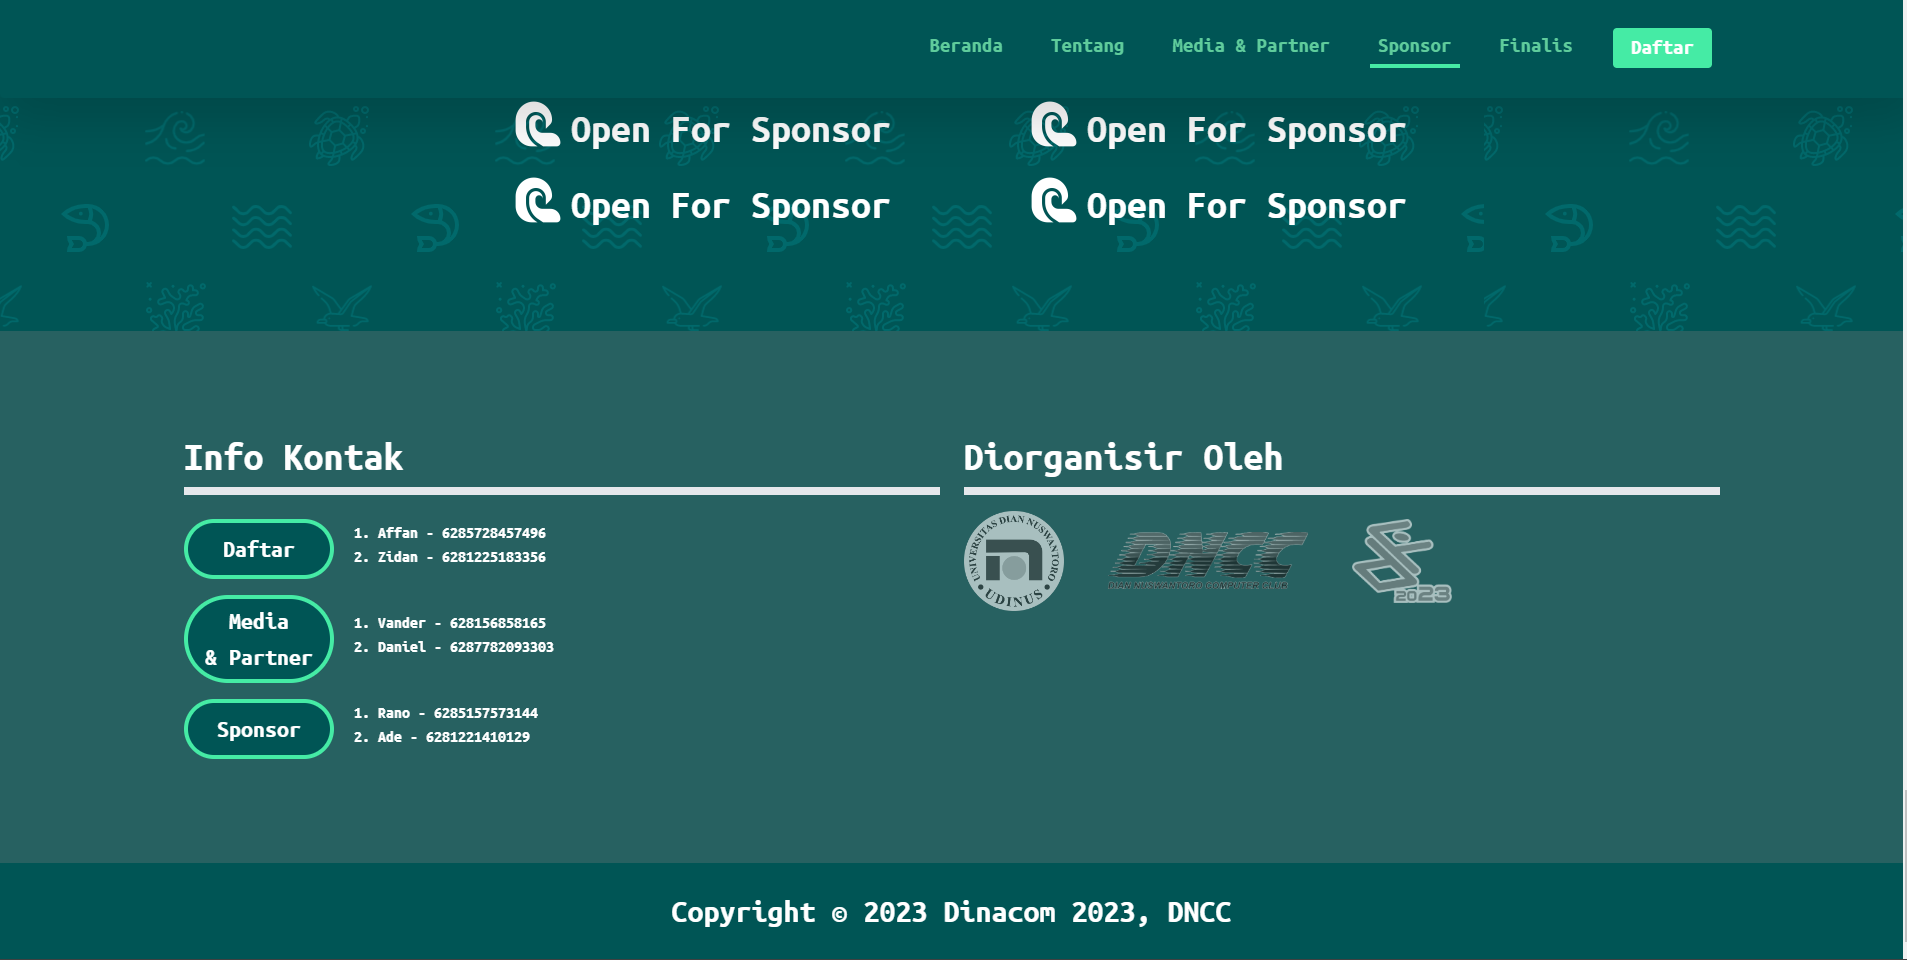 Beranda Tentang Media & Partner Sponsor Finalis Daftar
Open For Sponsor Open For Sponsor
Open For Sponsor Open For Sponsor
Info Kontak
Daftar
1. Affan - 6285728457496
2. Zidan - 6281225183356
Media
& Partner
1. Vander - 628156858165
2. Daniel - 6287782093303
Sponsor
1. Rano - 6285157573144
2. Ade - 6281221410129
Diorganisir Oleh
UNIVERSITAS DIAN NUSWANTORO
UDINUS
DNCC
DIAN NUSWANTORO COMPUTER CLUB
2023
Copyright © 2023 Dinacom 2023, DNCC